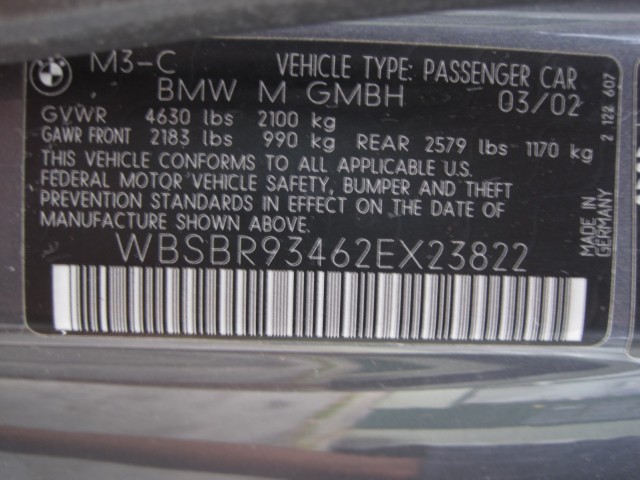 M3-C VEHICLE TYPE: PASSENGER CAR
BMW M GMBH 03/02
GVWR 4630 lbs 2100 kg
GAWR FRONT 2183 lbs 990 kg REAR 2579 lbs 1170 kg
THIS VEHICLE CONFORMS TO ALL APPLICABLE U.S.
FEDERAL MOTOR VEHICLE SAFETY, BUMPER AND THEFT
PREVENTION STANDARDS IN EFFECT ON THE DATE OF
MANUFACTURE SHOWN ABOVE.
WBSBR93462EX23822
2 122 607
MADE IN
GERMANY